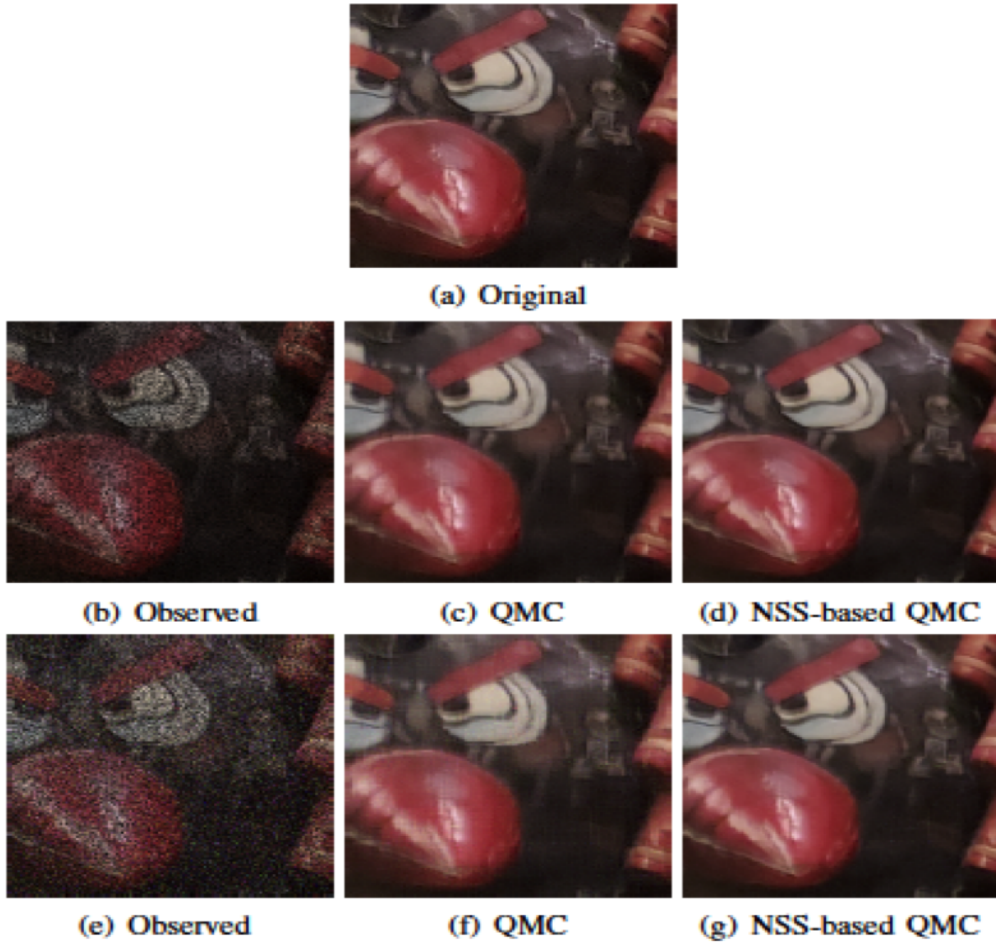 (a) Original
(b) Observed
(c) QMC
(d) NSS-based QMC
(e) Observed
(f) QMC
(g) NSS-based QMC